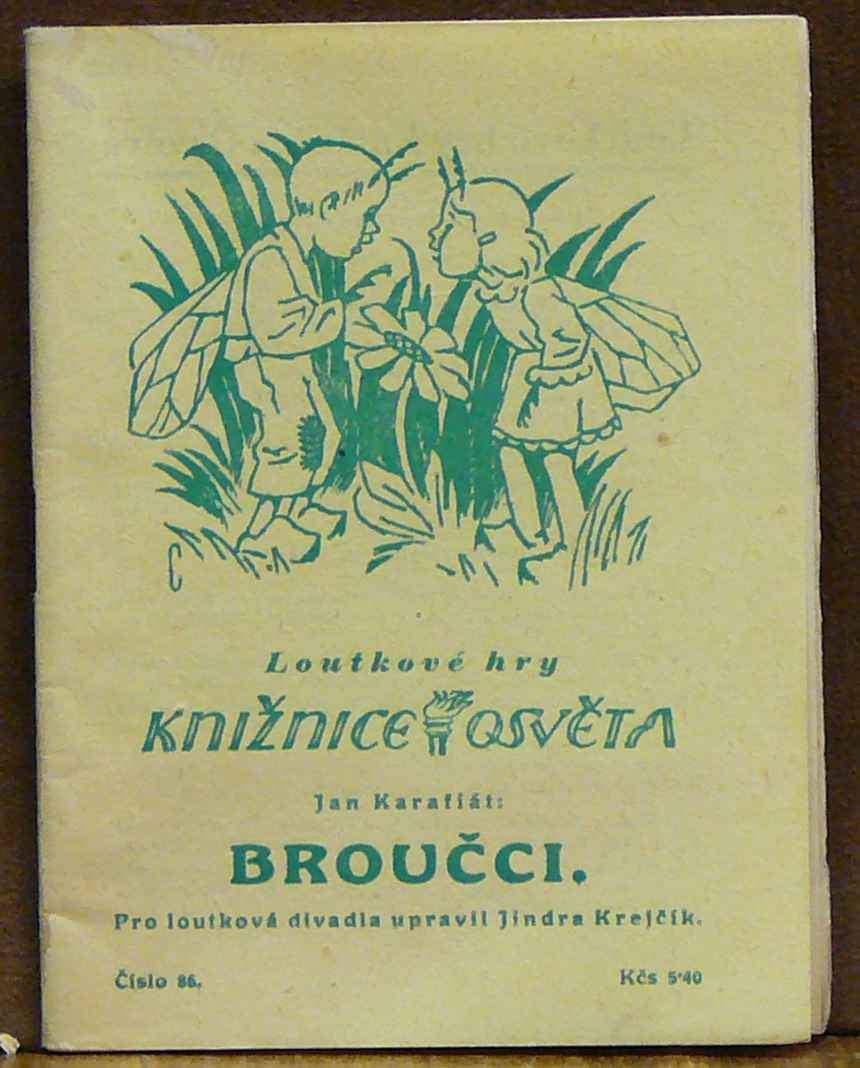 Loutkové hry
KNIŽNICE OSVĚTA
Jan Karafiát:
BROUČCI.
Pro loutková divadla upravil Jindra Krejčík.
Číslo 86.
Kčs 5·40